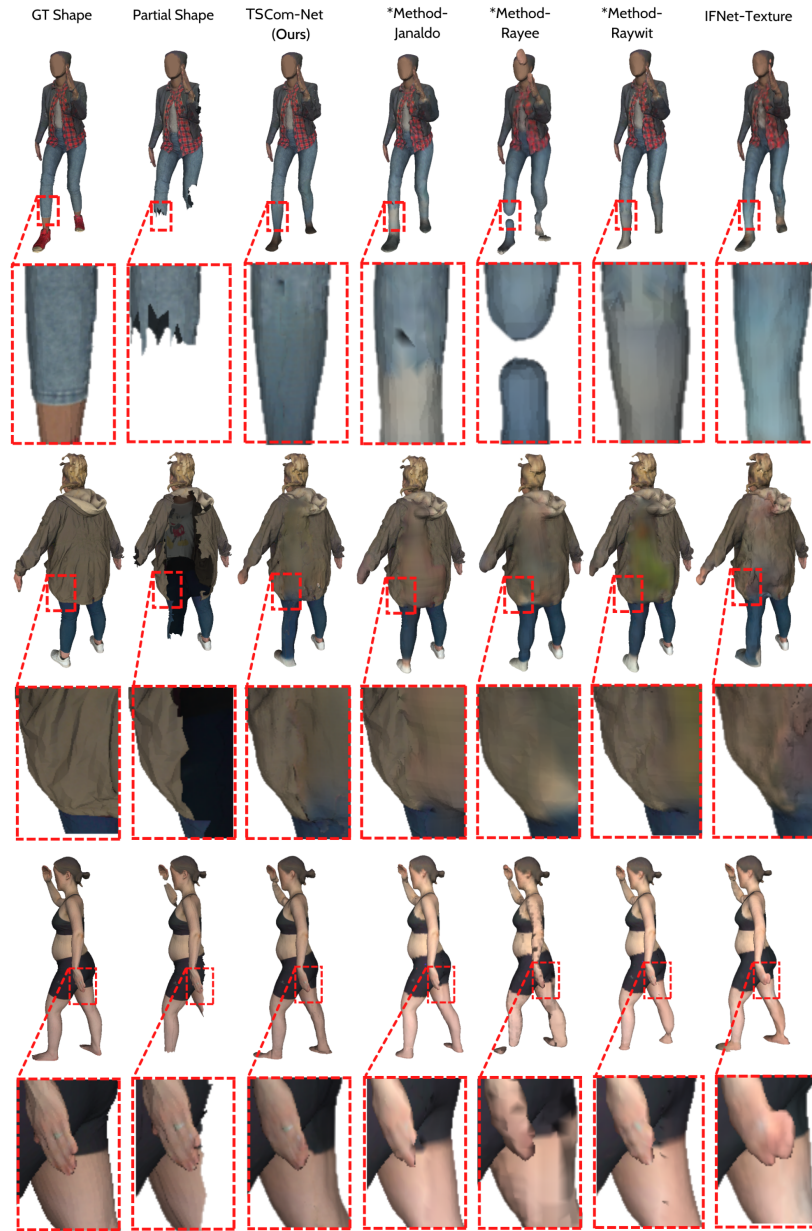 GT Shape
Partial Shape
TSCom-Net
(Ours)
*Method-
Janaldo
*Method-
Rayee
*Method-
Raywit
IFNet-Texture